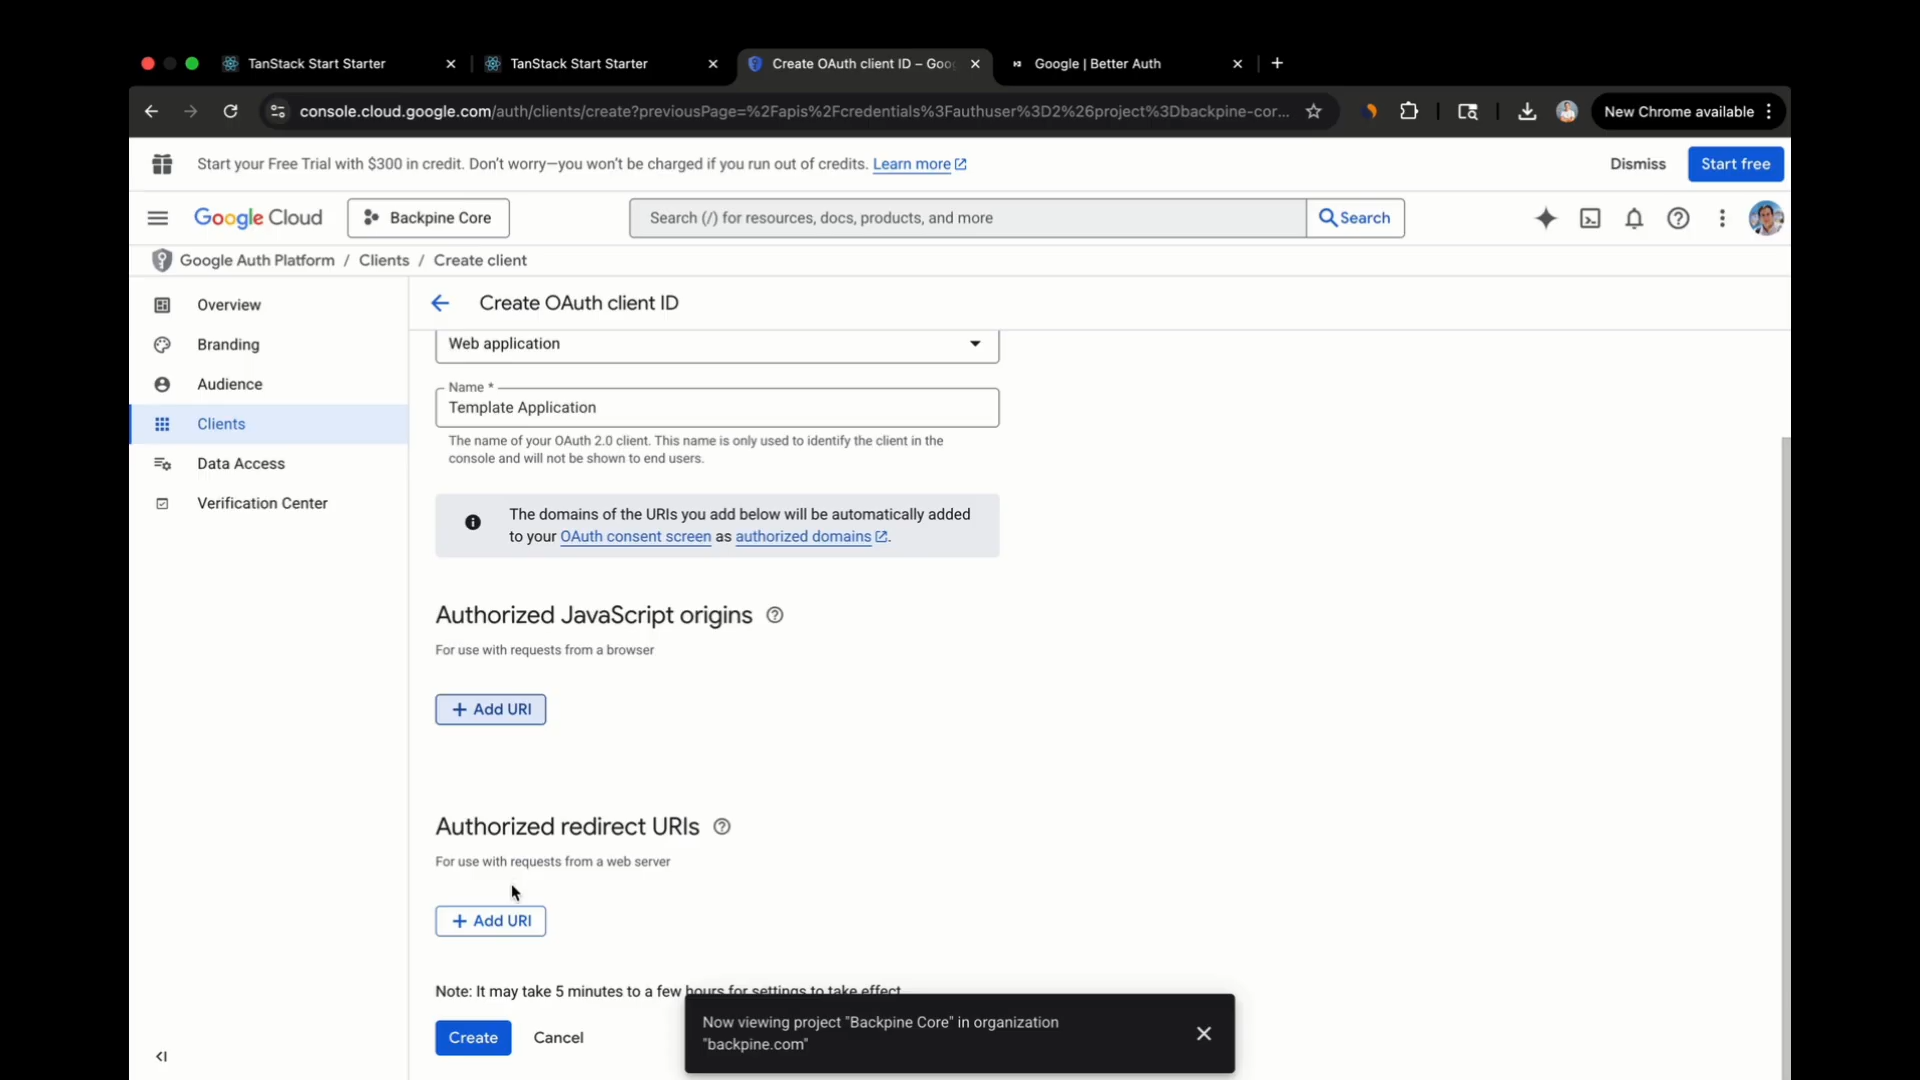 TanStack Start Starter
TanStack Start Starter
Create OAuth client ID – Goo
Google | Better Auth
console.cloud.google.com/auth/clients/create?previousPage=%2Fapis%2Fcredentials%3Fauthuser%3D2%26project%3Dbackpine-cor...
New Chrome available
Start your Free Trial with $300 in credit. Don't worry—you won't be charged if you run out of credits. Learn more
Dismiss
Start free
Google Cloud
Backpine Core
Search (/) for resources, docs, products, and more
Search
Google Auth Platform / Clients / Create client
Overview
Branding
Audience
Clients
Data Access
Verification Center
Create OAuth client ID
Web application
Name *
Template Application
The name of your OAuth 2.0 client. This name is only used to identify the client in the
console and will not be shown to end users.
The domains of the URIs you add below will be automatically added
to your OAuth consent screen as authorized domains.
Authorized JavaScript origins
For use with requests from a browser
+ Add URI
Authorized redirect URIs
For use with requests from a web server
+ Add URI
Note: It may take 5 minutes to a few hours for settings to take effect
Create
Cancel
Now viewing project "Backpine Core" in organization
"backpine.com"